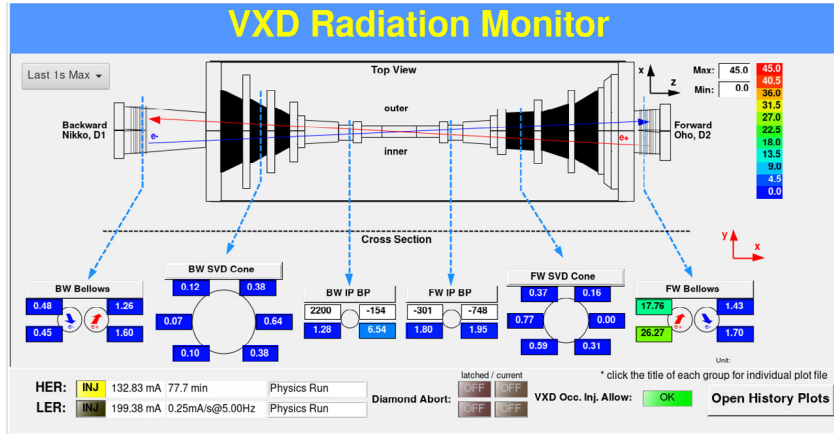 VXD Radiation Monitor
Last 1s Max
Top View
x
z
Max: 45.0
Min: 0.0
45.0
40.5
36.0
31.5
27.0
22.5
18.0
13.5
9.0
4.5
0.0
outer
Backward
Nikko, D1
e-
e+
Forward
Oho, D2
inner
Cross Section
y
x
BW Bellows
0.48 1.26
e- e+
0.45 1.60
BW SVD Cone
0.12 0.38
0.07 0.64
0.10 0.38
BW IP BP
2200 -154
1.28 6.54
FW IP BP
-301 -748
1.80 1.95
FW SVD Cone
0.37 0.16
0.77 0.00
0.59 0.31
FW Bellows
17.76 1.43
e+ e-
26.27 1.70
Unit:
* click the title of each group for individual plot file
HER: INJ 132.83 mA 77.7 min Physics Run
LER: INJ 199.38 mA 0.25mA/s@5.00Hz Physics Run
latched / current
Diamond Abort: OFF OFF
OFF OFF
VXD Occ. Inj. Allow: OK
Open History Plots